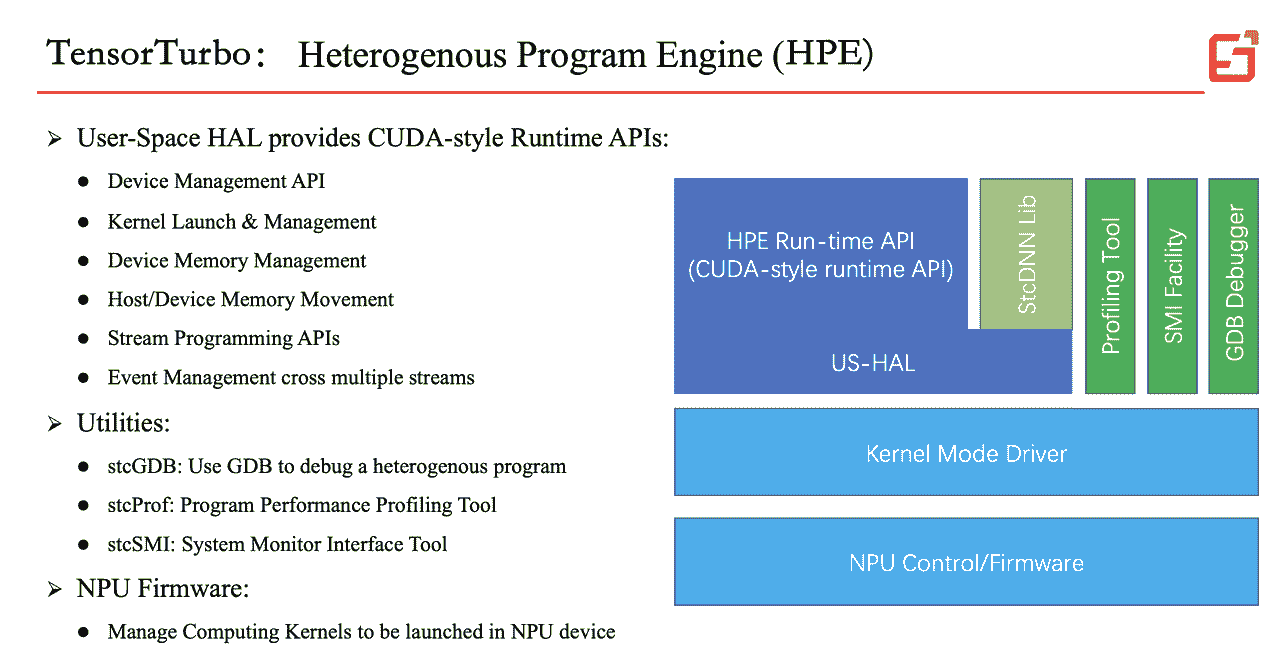 TensorTurbo: Heterogenous Program Engine (HPE)
➢ User-Space HAL provides CUDA-style Runtime APIs:
● Device Management API
● Kernel Launch & Management
● Device Memory Management
● Host/Device Memory Movement
● Stream Programming APIs
● Event Management cross multiple streams
➢ Utilities:
● stcGDB: Use GDB to debug a heterogenous program
● stcProf: Program Performance Profiling Tool
● stcSMI: System Monitor Interface Tool
➢ NPU Firmware:
● Manage Computing Kernels to be launched in NPU device
HPE Run-time API
(CUDA-style runtime API)
US-HAL
StcDNN Lib
Profiling Tool
SMI Facility
GDB Debugger
Kernel Mode Driver
NPU Control/Firmware